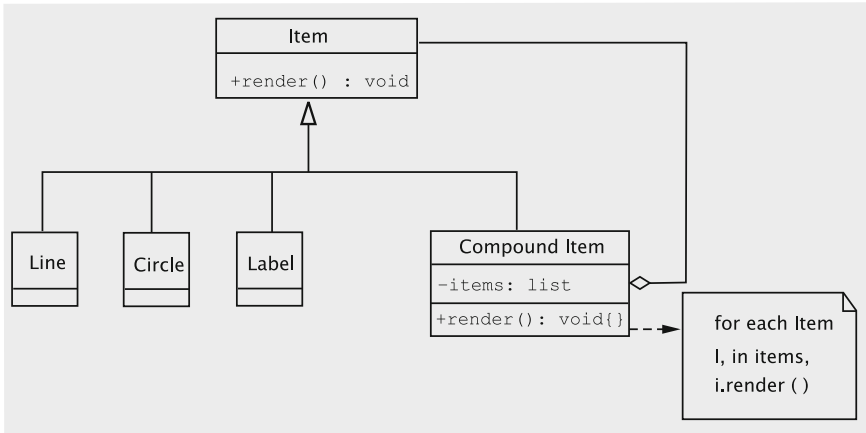 Item
+render() : void
Line
Circle
Label
Compound Item
-items: list
+render(): void{}
for each Item
I, in items,
i.render ( )